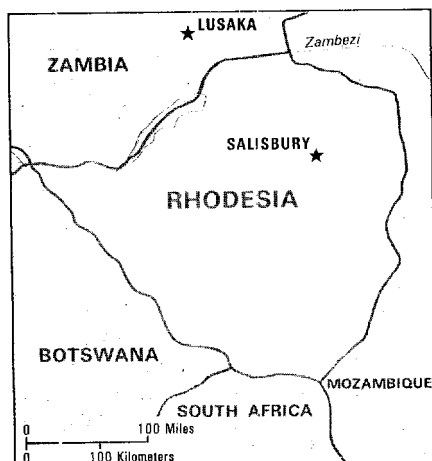 LUSAKA
Zambezi
ZAMBIA
SALISBURY
RHODESIA
BOTSWANA
MOZAMBIQUE
SOUTH AFRICA
0 100 Miles
0 100 Kilometers